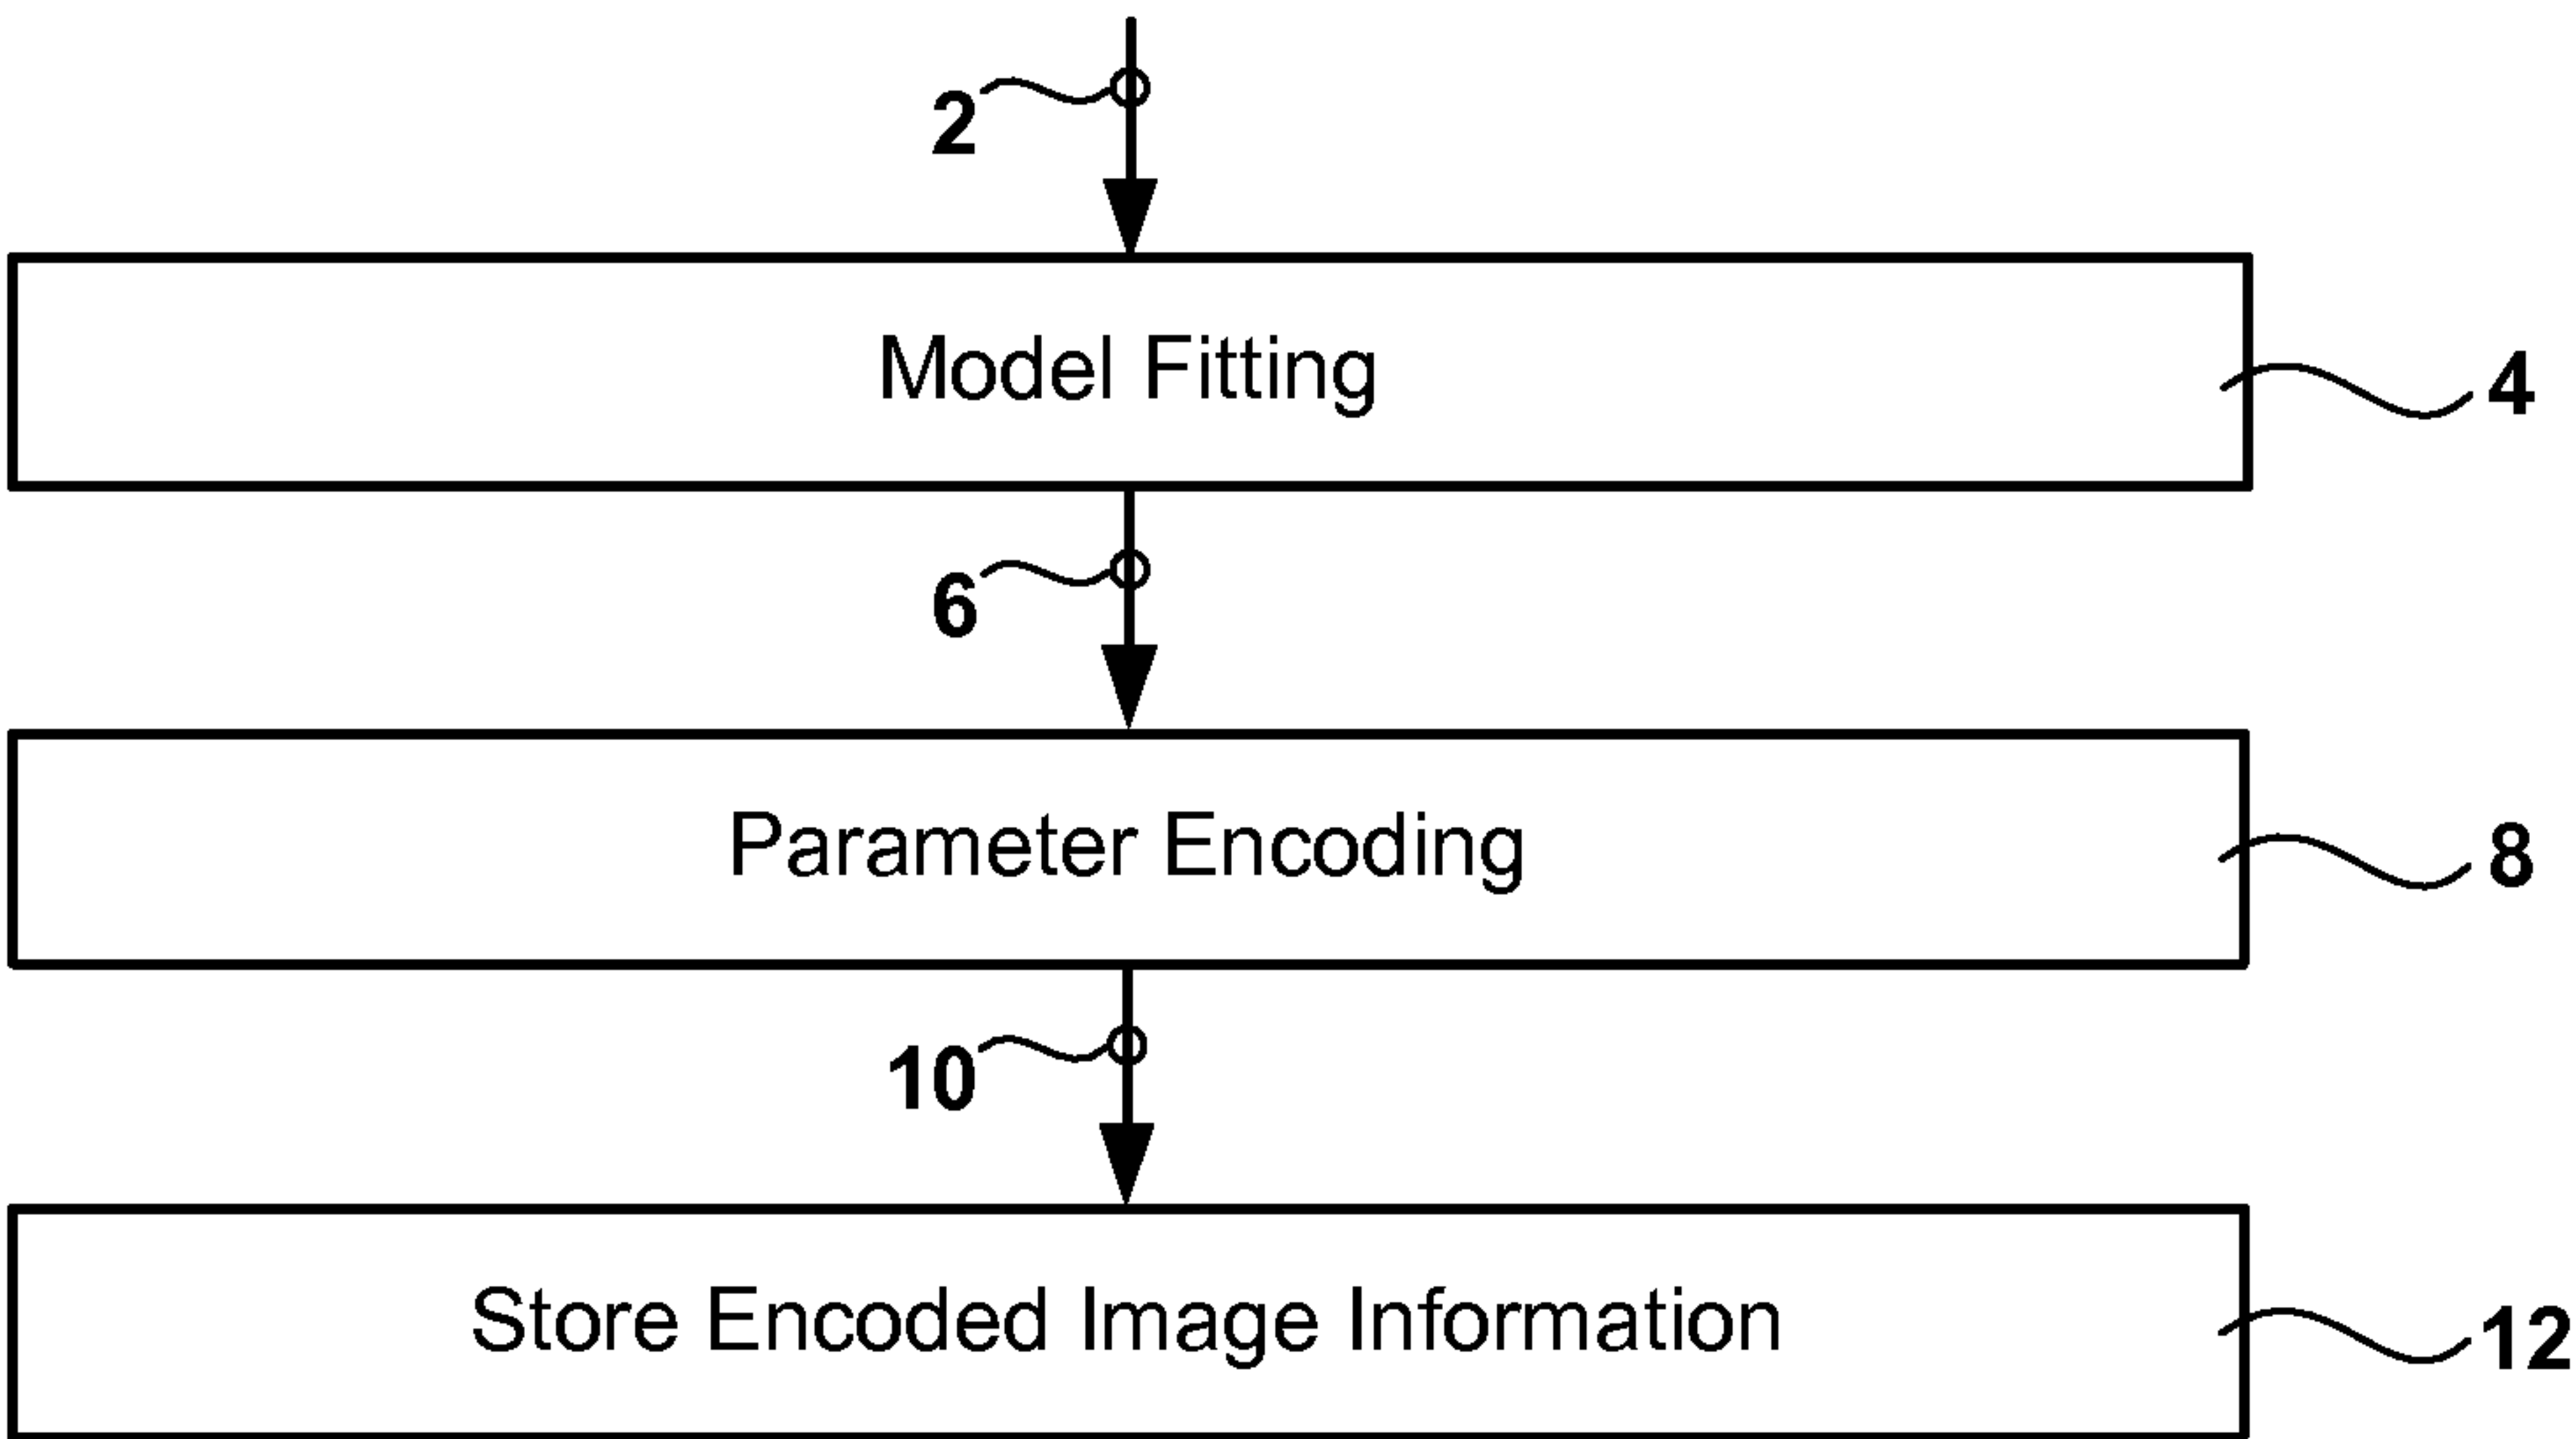 2
Model Fitting
4
6
Parameter Encoding
8
10
Store Encoded Image Information
12